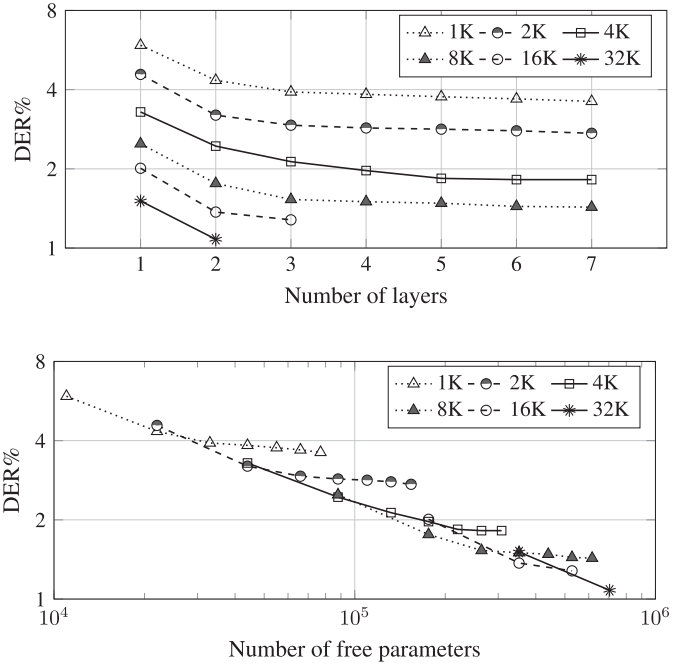 8
1K 2K 4K
8K 16K 32K
4
DER%
2
1
1 2 3 4 5 6 7
Number of layers
8
1K 2K 4K
8K 16K 32K
4
DER%
2
1
10^4 10^5 10^6
Number of free parameters